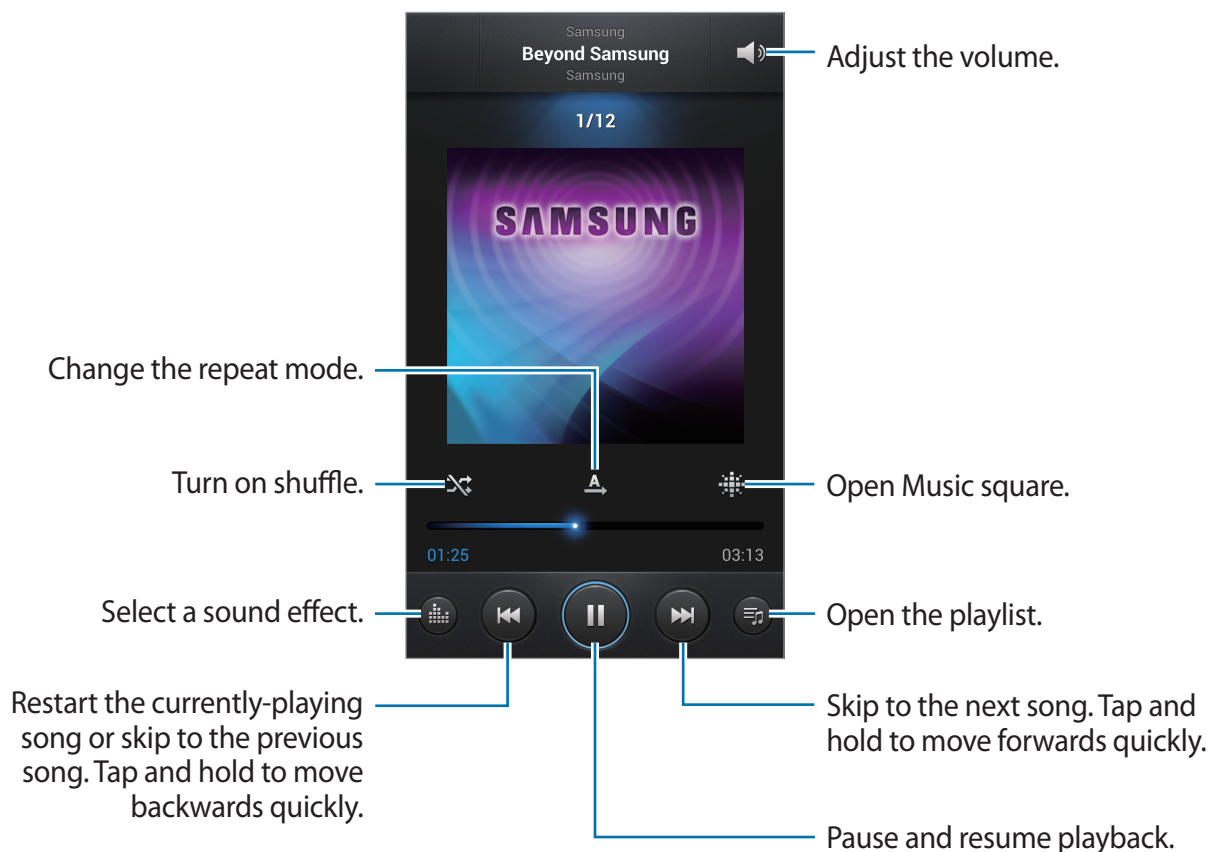 Samsung
Beyond Samsung
Samsung
Adjust the volume.
1/12
SAMSUNG
Change the repeat mode.
A
Turn on shuffle.
Open Music square.
01:25
03:13
Select a sound effect.
Open the playlist.
Restart the currently-playing
song or skip to the previous
song. Tap and hold to move
backwards quickly.
Skip to the next song. Tap and
hold to move forwards quickly.
Pause and resume playback.